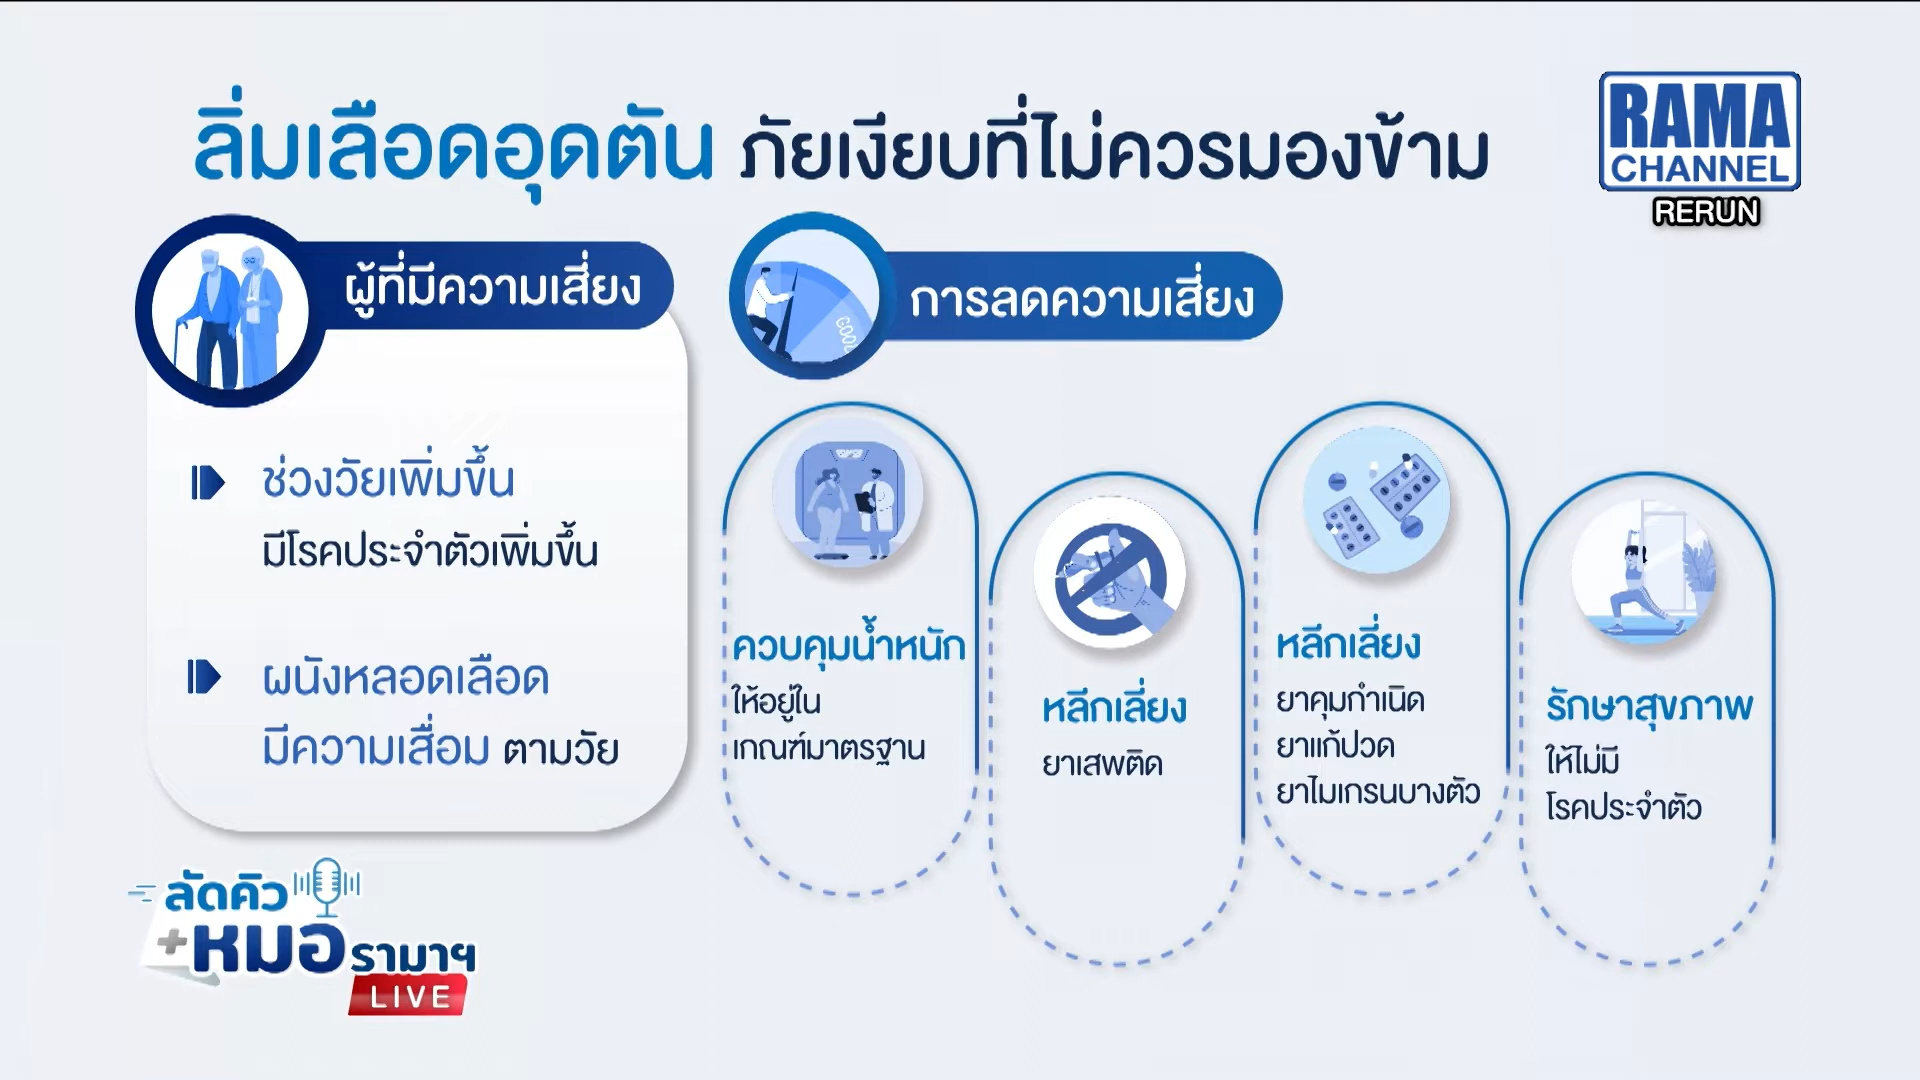 ลิ่มเลือดอุดตัน ภัยเงียบที่ไม่ควรมองข้าม
RAMA
CHANNEL
RERUN
ผู้ที่มีความเสี่ยง
ช่วงวัยเพิ่มขึ้น
มีโรคประจำตัวเพิ่มขึ้น
ผนังหลอดเลือด
มีความเสื่อม ตามวัย
การลดความเสี่ยง
GOOD
ควบคุมน้ำหนัก
ให้อยู่ใน
เกณฑ์มาตรฐาน
หลีกเลี่ยง
ยาเสพติด
หลีกเลี่ยง
ยาคุมกำเนิด
ยาแก้ปวด
ยาไมเกรนบางตัว
รักษาสุขภาพ
ให้ไม่มี
โรคประจำตัว
ลัดคิว
หมอรามาฯ
LIVE